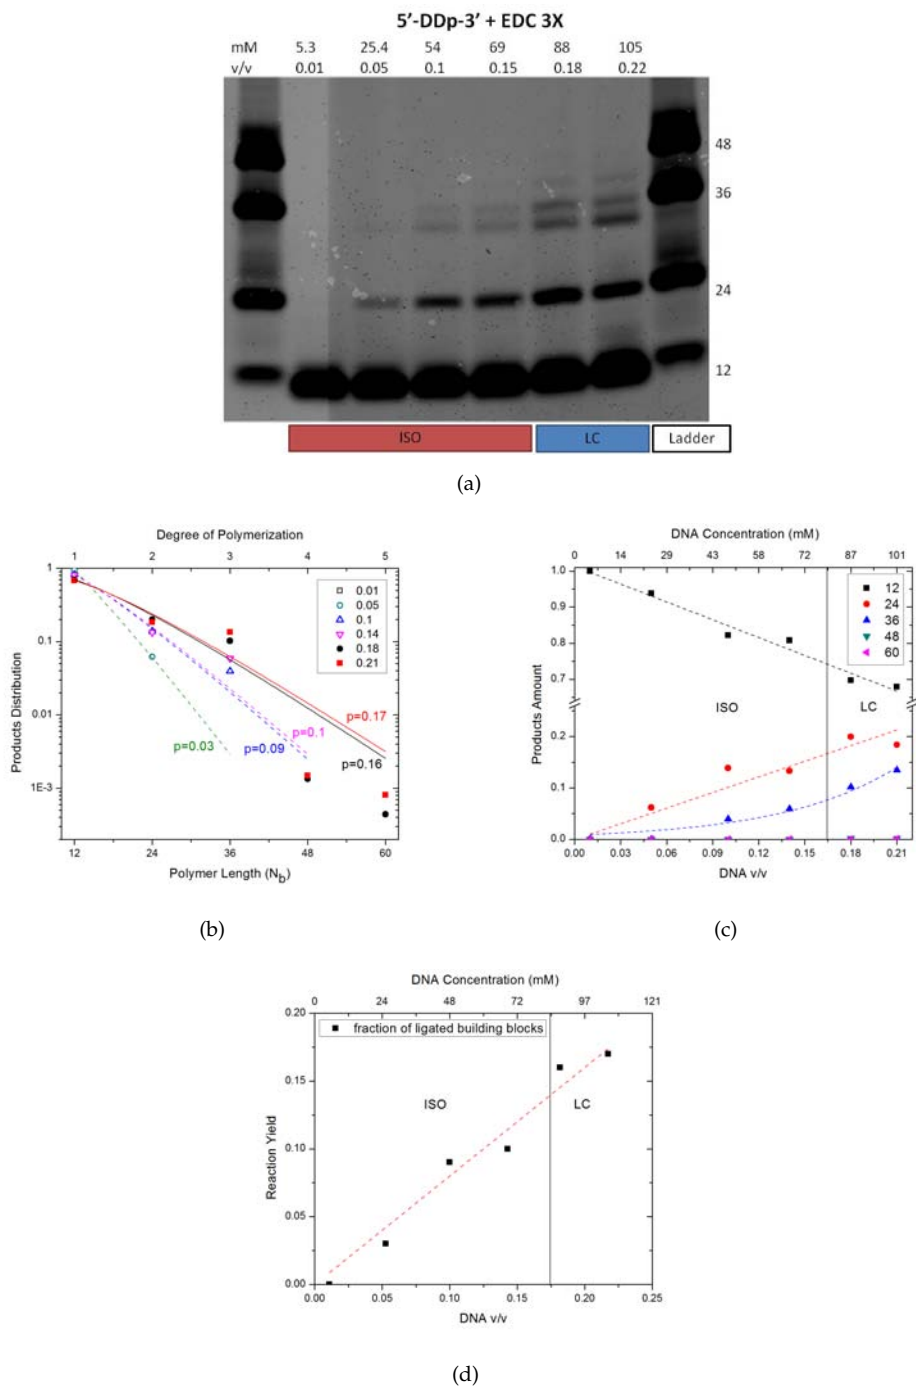 5′-DDp-3′ + EDC 3X
mM 5.3 25.4 54 69 88 105
v/v 0.01 0.05 0.1 0.15 0.18 0.22
48
36
24
12
ISO LC Ladder
(a)
Degree of Polymerization
1 2 3 4 5
1
0.1
0.01
1E-3
Products Distribution
0.01
0.05
0.1
0.14
0.18
0.21
p=0.17
p=0.1
p=0.03 p=0.09
p=0.16
12 24 36 48 60
Polymer Length (N_b)
(b)
DNA Concentration (mM)
0 14 29 43 58 72 87 101
1.0
0.9
0.8
0.7
0.2
0.1
0.0
Products Amount
12
24
36
48
60
ISO LC
0.00 0.03 0.06 0.09 0.12 0.15 0.18 0.21
DNA v/v
(c)
DNA Concentration (mM)
0 24 48 72 97 121
0.20
0.15
0.10
0.05
0.00
Reaction Yield
fraction of ligated building blocks
ISO LC
0.00 0.05 0.10 0.15 0.20 0.25
DNA v/v
(d)